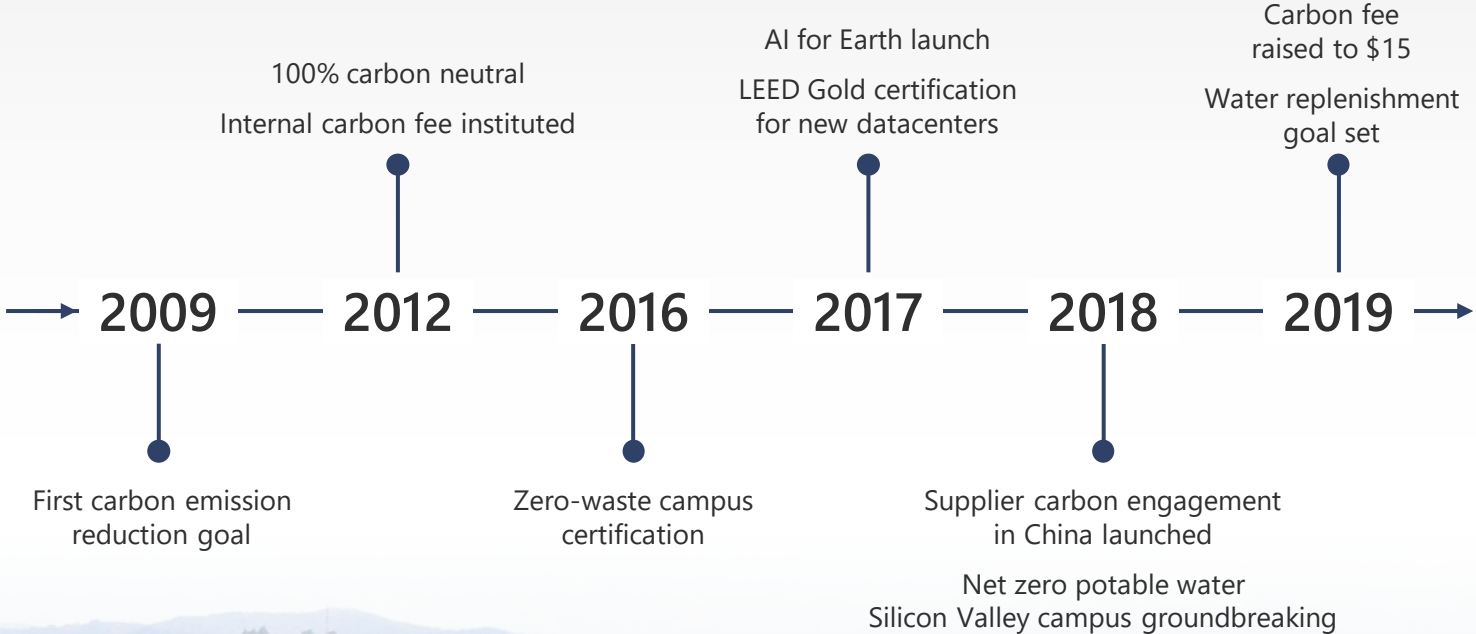 100% carbon neutral
Internal carbon fee instituted
AI for Earth launch
LEED Gold certification
for new datacenters
Carbon fee
raised to $15
Water replenishment
goal set
2009
2012
2016
2017
2018
2019
First carbon emission
reduction goal
Zero-waste campus
certification
Supplier carbon engagement
in China launched
Net zero potable water
Silicon Valley campus groundbreaking